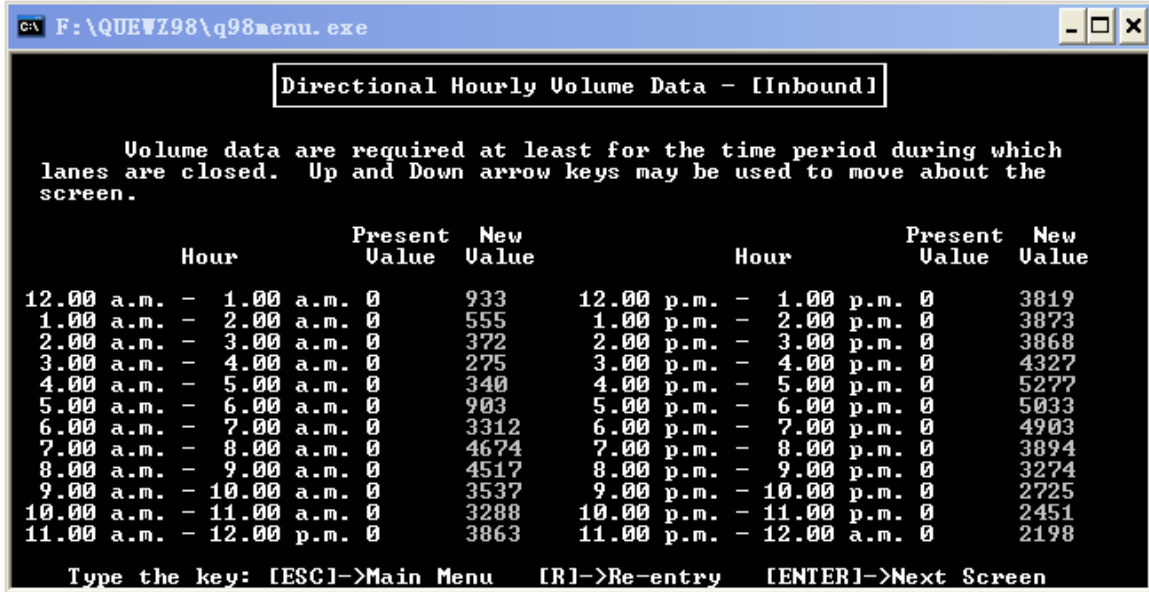 F:\QUEWZ98\q98menu.exe
Directional Hourly Volume Data - [Inbound]
Volume data are required at least for the time period during which
lanes are closed. Up and Down arrow keys may be used to move about the
screen.
Present New Present New
Hour Value Value Hour Value Value
12.00 a.m. - 1.00 a.m. 0 933 12.00 p.m. - 1.00 p.m. 0 3819
1.00 a.m. - 2.00 a.m. 0 555 1.00 p.m. - 2.00 p.m. 0 3873
2.00 a.m. - 3.00 a.m. 0 372 2.00 p.m. - 3.00 p.m. 0 3868
3.00 a.m. - 4.00 a.m. 0 275 3.00 p.m. - 4.00 p.m. 0 4327
4.00 a.m. - 5.00 a.m. 0 340 4.00 p.m. - 5.00 p.m. 0 5277
5.00 a.m. - 6.00 a.m. 0 903 5.00 p.m. - 6.00 p.m. 0 5033
6.00 a.m. - 7.00 a.m. 0 3312 6.00 p.m. - 7.00 p.m. 0 4903
7.00 a.m. - 8.00 a.m. 0 4674 7.00 p.m. - 8.00 p.m. 0 3894
8.00 a.m. - 9.00 a.m. 0 4517 8.00 p.m. - 9.00 p.m. 0 3274
9.00 a.m. - 10.00 a.m. 0 3537 9.00 p.m. - 10.00 p.m. 0 2725
10.00 a.m. - 11.00 a.m. 0 3288 10.00 p.m. - 11.00 p.m. 0 2451
11.00 a.m. - 12.00 p.m. 0 3863 11.00 p.m. - 12.00 a.m. 0 2198
Type the key: [ESC]->Main Menu [R]->Re-entry [ENTER]->Next Screen